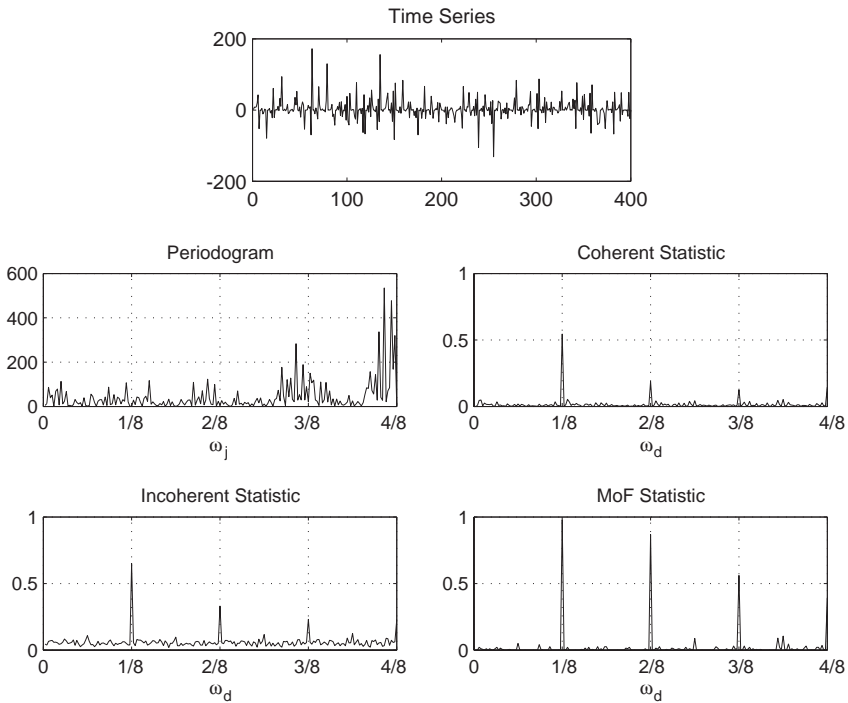 Time Series
200
0
-200
0 100 200 300 400
Periodogram
600
400
200
0
0 1/8 2/8 3/8 4/8
ω_j
Coherent Statistic
1
0.5
0
0 1/8 2/8 3/8 4/8
ω_d
Incoherent Statistic
1
0.5
0
0 1/8 2/8 3/8 4/8
ω_d
MoF Statistic
1
0.5
0
0 1/8 2/8 3/8 4/8
ω_d